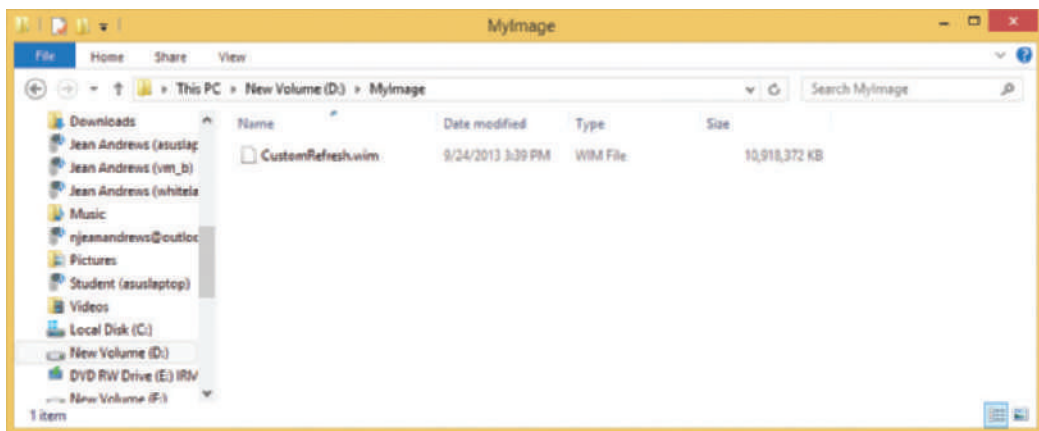 MyImage
File Home Share View
This PC New Volume (D:) MyImage
Search MyImage
Name Date modified Type Size
CustomRefresh.wim 9/24/2013 3:39 PM WIM File 10,918,372 KB
Downloads
Jean Andrews (asuslap
Jean Andrews (vm_b)
Jean Andrews (whitela
Music
njeanandrews@outloo
Pictures
Student (asuslaptop)
Videos
Local Disk (C:)
New Volume (D:)
DVD RW Drive (E:) IRM
New Volume (F:)
1 item